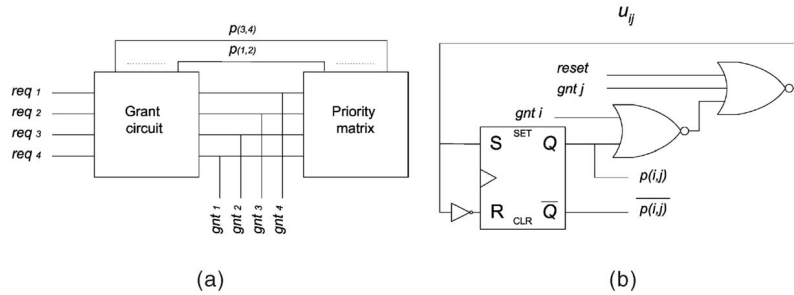 p(3,4)
p(1,2)
req 1
req 2
req 3
req 4
Grant
circuit
Priority
matrix
gnt 1
gnt 2
gnt 3
gnt 4
(a)
uij
reset
gnt j
gnt i
S
SET
Q
R
CLR
Q
p(i,j)
p(i,j)
(b)